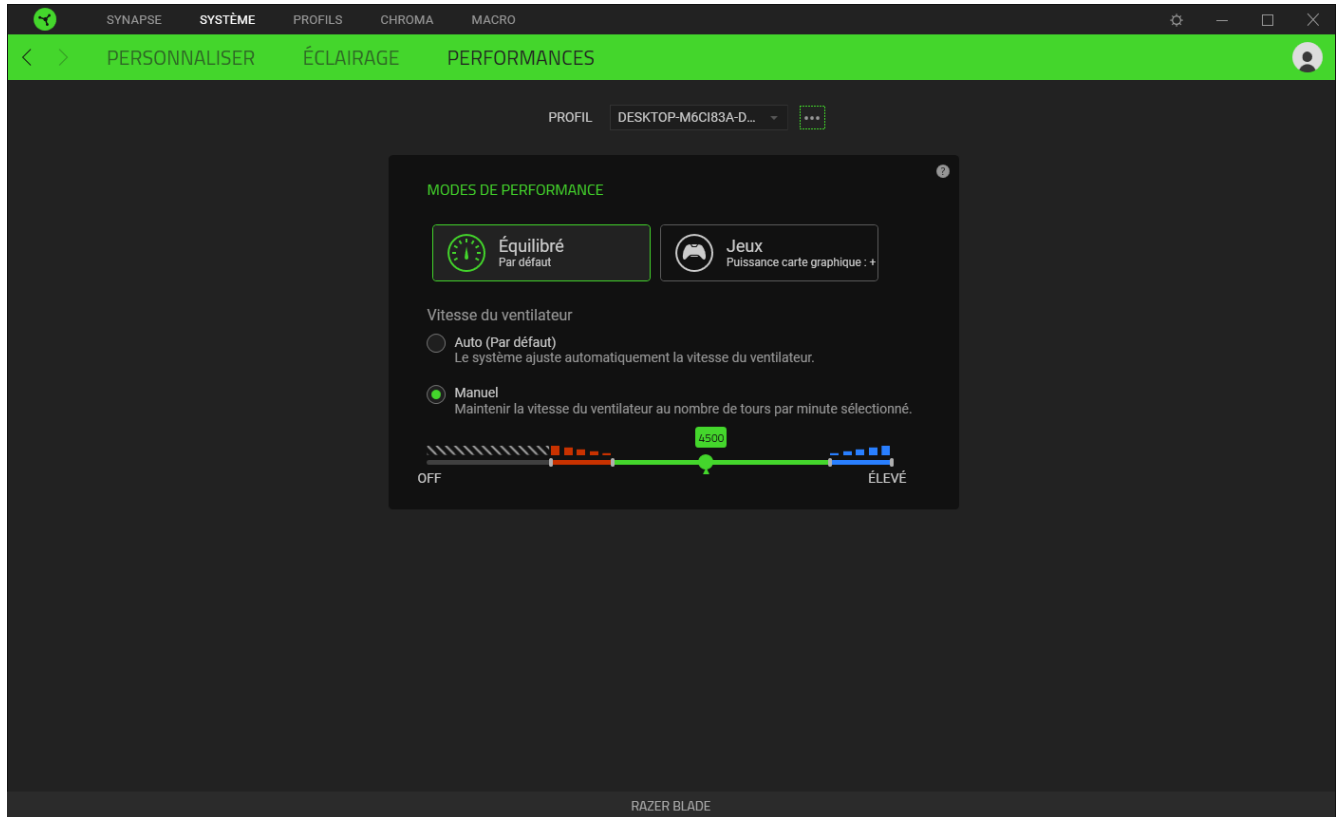 SYNAPSE SYSTÈME PROFILS CHROMA MACRO
PERSONNALISER ÉCLAIRAGE PERFORMANCES
PROFIL DESKTOP-M6CI83A-D...
MODES DE PERFORMANCE
Équilibré
Par défaut
Jeux
Puissance carte graphique : +
Vitesse du ventilateur
Auto (Par défaut)
Le système ajuste automatiquement la vitesse du ventilateur.
Manuel
Maintenir la vitesse du ventilateur au nombre de tours par minute sélectionné.
4500
OFF ÉLEVÉ
RAZER BLADE